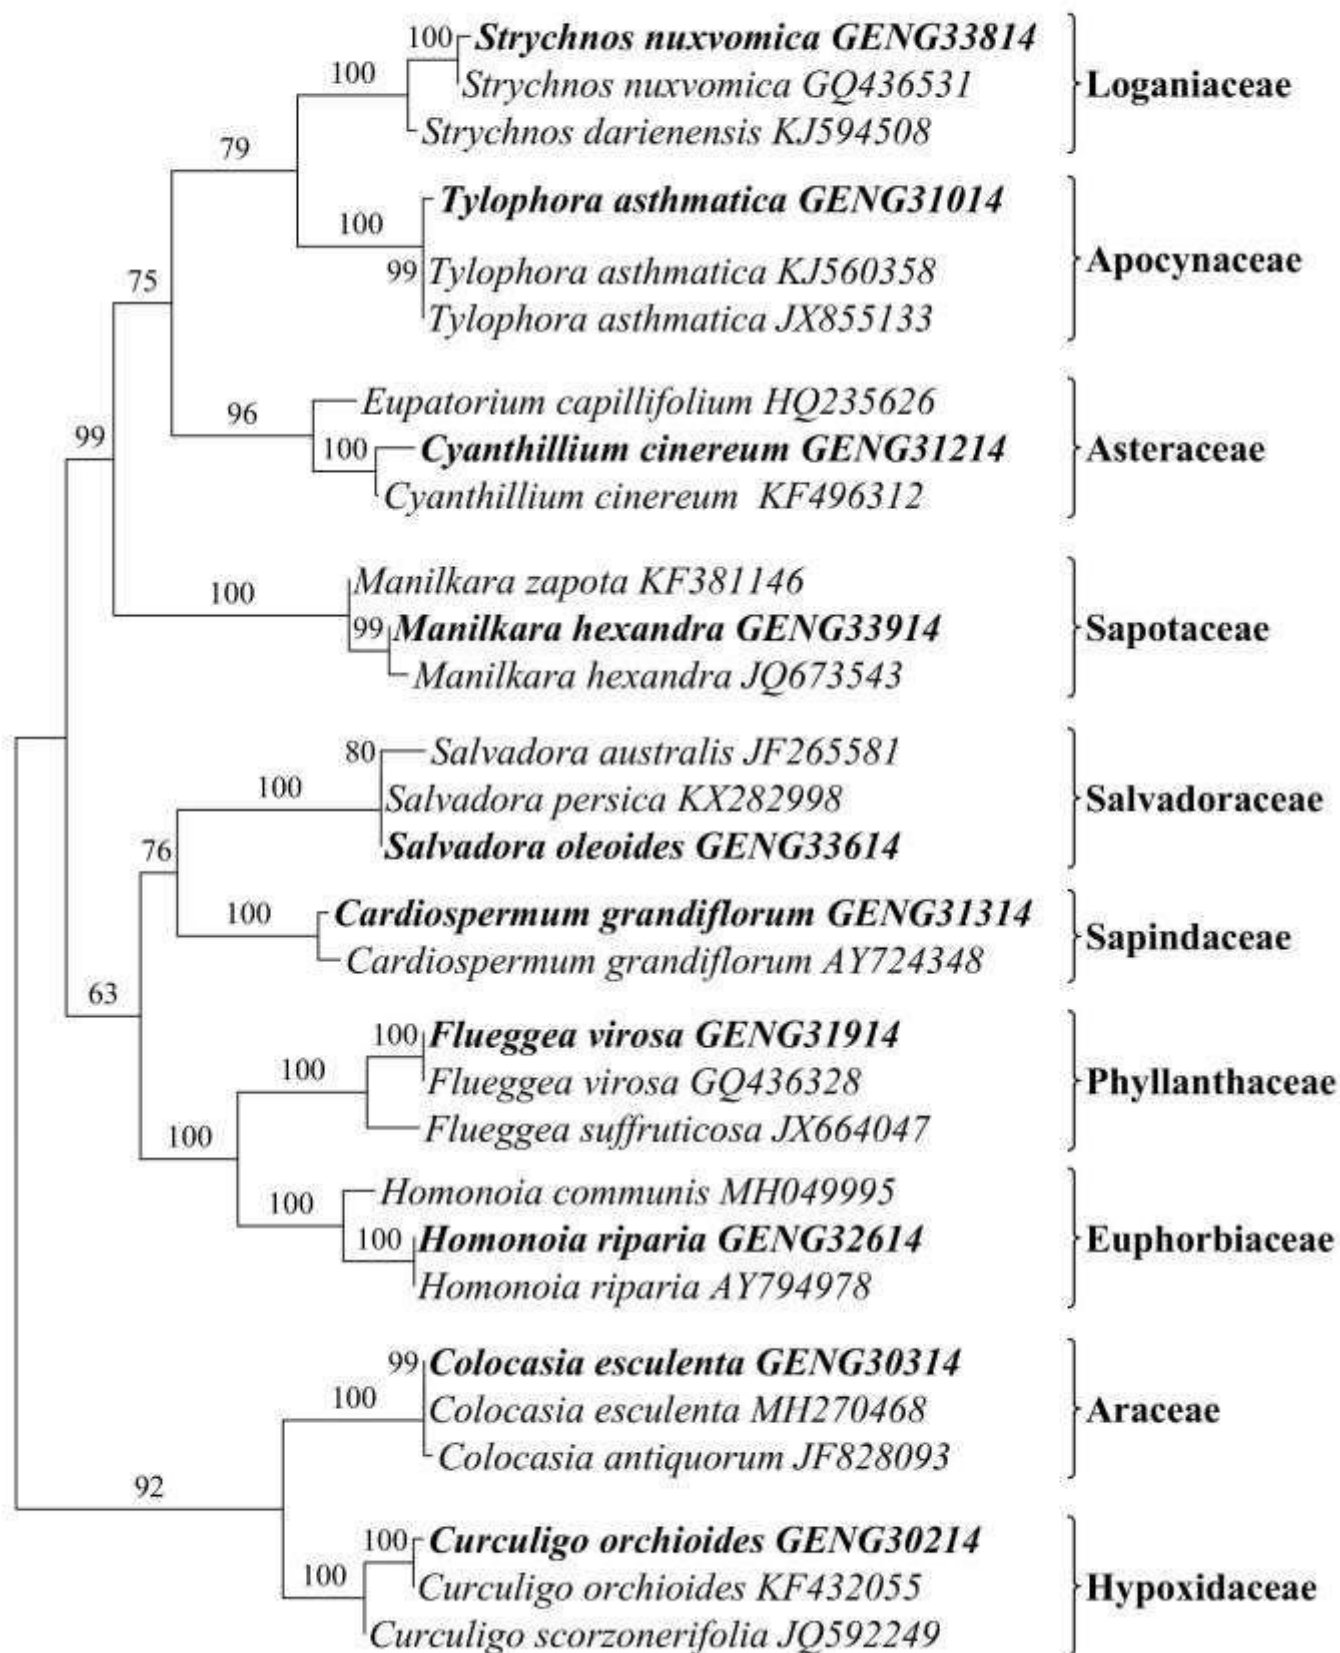 100 Strychnos nuxvomica GENG33814
100 Strychnos nuxvomica GQ436531 Loganiaceae
Strychnos darienensis KJ594508
79
Tylophora asthmatica GENG31014
100
75 99 Tylophora asthmatica KJ560358 Apocynaceae
Tylophora asthmatica JX855133
Eupatorium capillifolium HQ235626
99 96 100 Cyanthillium cinereum GENG31214 Asteraceae
Cyanthillium cinereum KF496312
Manilkara zapota KF381146
100 99 Manilkara hexandra GENG33914 Sapotaceae
Manilkara hexandra JQ673543
80 Salvadora australis JF265581
100 Salvadora persica KX282998 Salvadoraceae
76 Salvadora oleoides GENG33614
100 Cardiospermum grandiflorum GENG31314 Sapindaceae
Cardiospermum grandiflorum AY724348
63
100 Flueggea virosa GENG31914
100 Flueggea virosa GQ436328 Phyllanthaceae
100 Flueggea suffruticosa JX664047
100 Homonoia communis MH049995
100 Homonoia riparia GENG32614 Euphorbiaceae
Homonoia riparia AY794978
99 Colocasia esculenta GENG30314
100 Colocasia esculenta MH270468 Araceae
Colocasia antiquorum JF828093
92
100 Curculigo orchioides GENG30214
100 Curculigo orchioides KF432055 Hypoxidaceae
Curculigo scorzonerifolia JQ592249